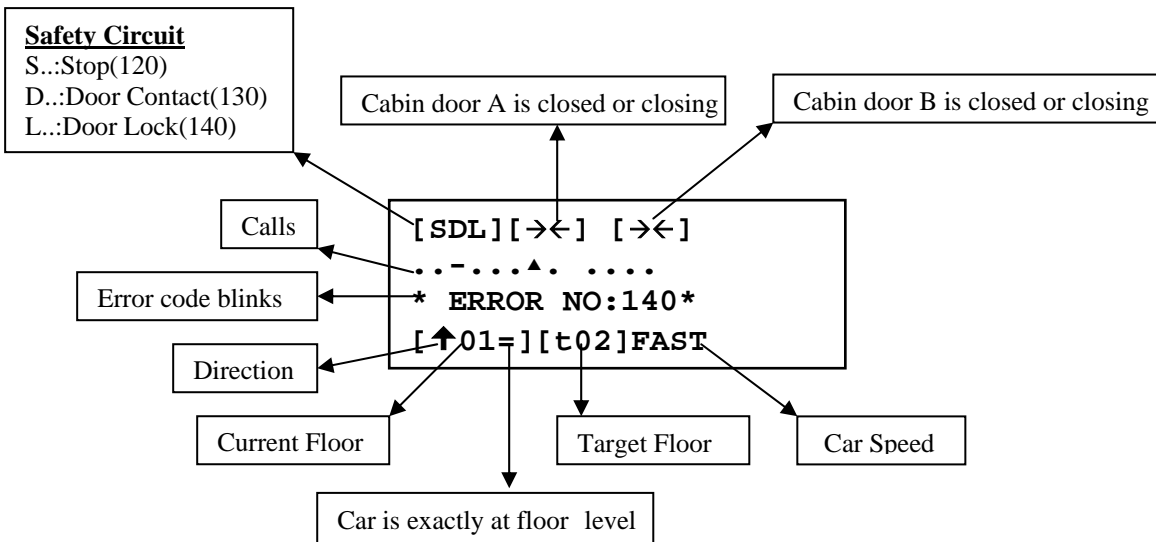 Safety Circuit
S..:Stop(120)
D..:Door Contact(130)
L..:Door Lock(140)
Cabin door A is closed or closing
Cabin door B is closed or closing
Calls
Error code blinks
Direction
[SDL][→←] [→←]
..-...▲. ....
* ERROR NO:140*
[↑01=][t02]FAST
Current Floor
Target Floor
Car Speed
Car is exactly at floor level